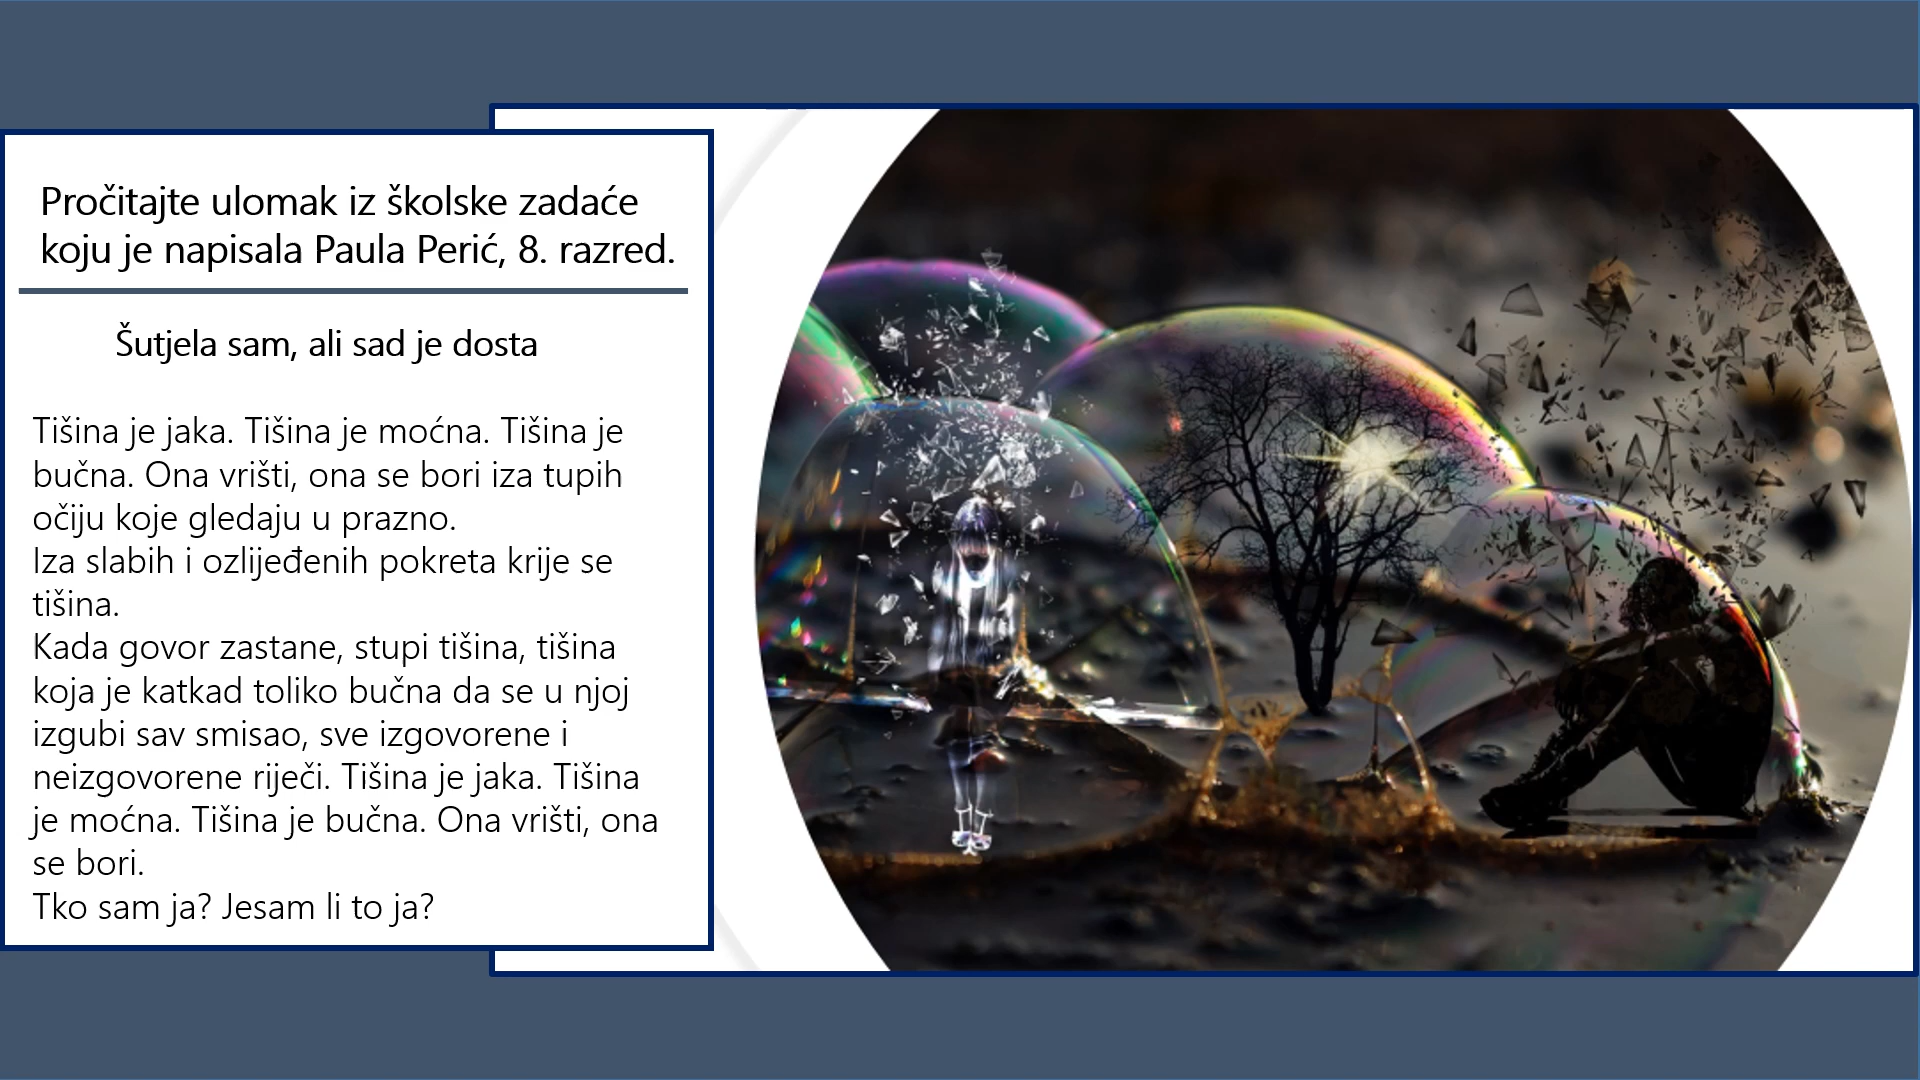 Pročitajte ulomak iz školske zadaće
koju je napisala Paula Perić, 8. razred.
Šutjela sam, ali sad je dosta
Tišina je jaka. Tišina je moćna. Tišina je
bučna. Ona vrišti, ona se bori iza tupih
očiju koje gledaju u prazno.
Iza slabih i ozlijeđenih pokreta krije se
tišina.
Kada govor zastane, stupi tišina, tišina
koja je katkad toliko bučna da se u njoj
izgubi sav smisao, sve izgovorene i
neizgovorene riječi. Tišina je jaka. Tišina
je moćna. Tišina je bučna. Ona vrišti, ona
se bori.
Tko sam ja? Jesam li to ja?